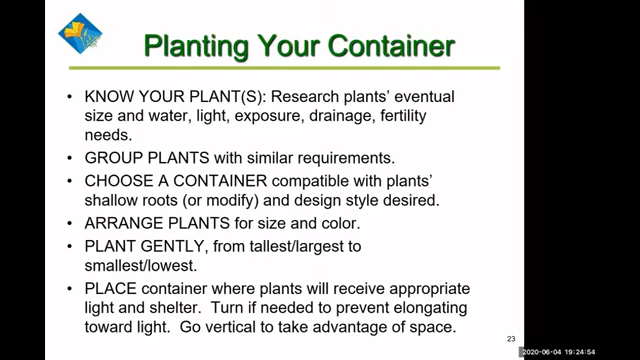 Planting Your Container
• KNOW YOUR PLANT(S): Research plants’ eventual
size and water, light, exposure, drainage, fertility
needs.
• GROUP PLANTS with similar requirements.
• CHOOSE A CONTAINER compatible with plants’
shallow roots (or modify) and design style desired.
• ARRANGE PLANTS for size and color.
• PLANT GENTLY, from tallest/largest to
smallest/lowest.
• PLACE container where plants will receive appropriate
light and shelter.  Turn if needed to prevent elongating
toward light.  Go vertical to take advantage of space.
23
2020-06-04 19:24:54